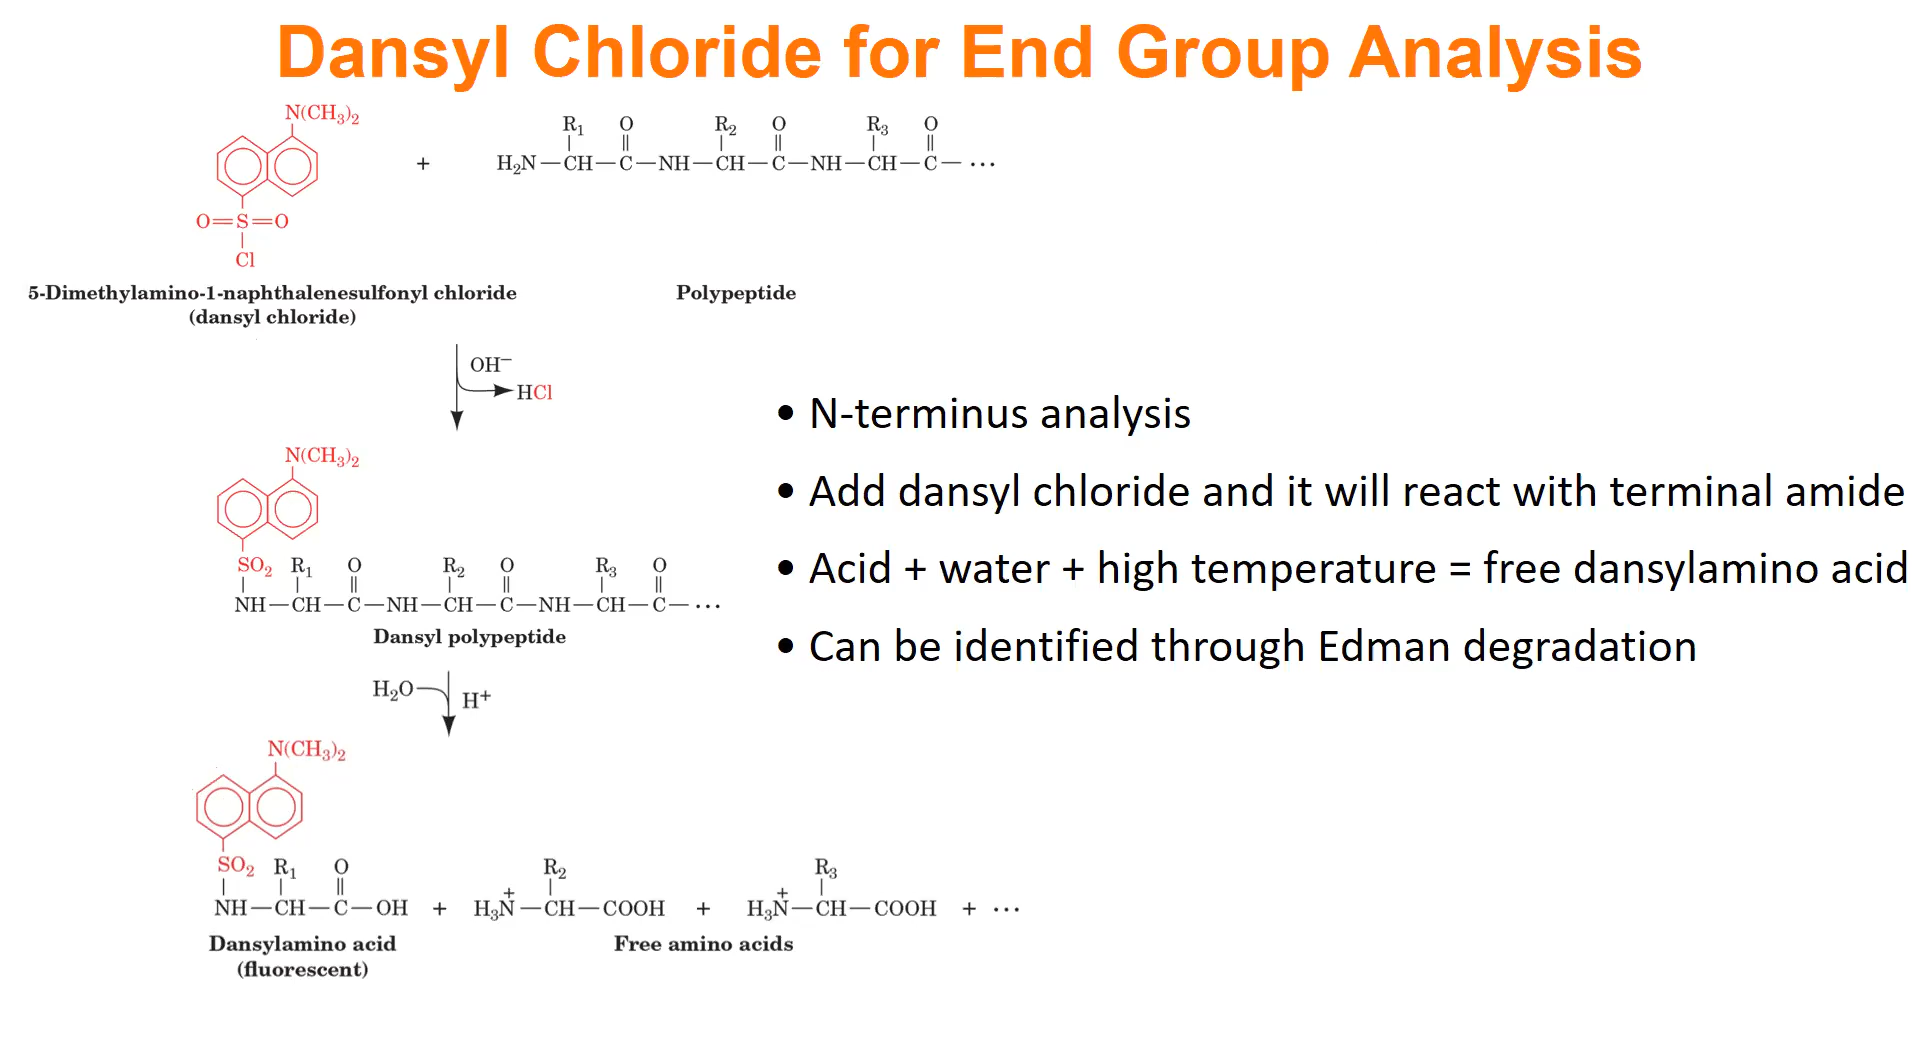 Dansyl Chloride for End Group Analysis
N(CH₃)₂
R₁ O R₂ O R₃ O
+ H₂N—CH—C—NH—CH—C—NH—CH—C— ···
O=S=O
Cl
5-Dimethylamino-1-naphthalenesulfonyl chloride
(dansyl chloride)
Polypeptide
OH⁻
HCl
• N-terminus analysis
• Add dansyl chloride and it will react with terminal amide
• Acid + water + high temperature = free dansylamino acid
• Can be identified through Edman degradation
N(CH₃)₂
SO₂ R₁ O R₂ O R₃ O
NH—CH—C—NH—CH—C—NH—CH—C— ···
Dansyl polypeptide
H₂O H⁺
N(CH₃)₂
SO₂ R₁ O R₂ R₃
NH—CH—C—OH + H₃N⁺—CH—COOH + H₃N⁺—CH—COOH + ···
Dansylamino acid
(fluorescent)
Free amino acids